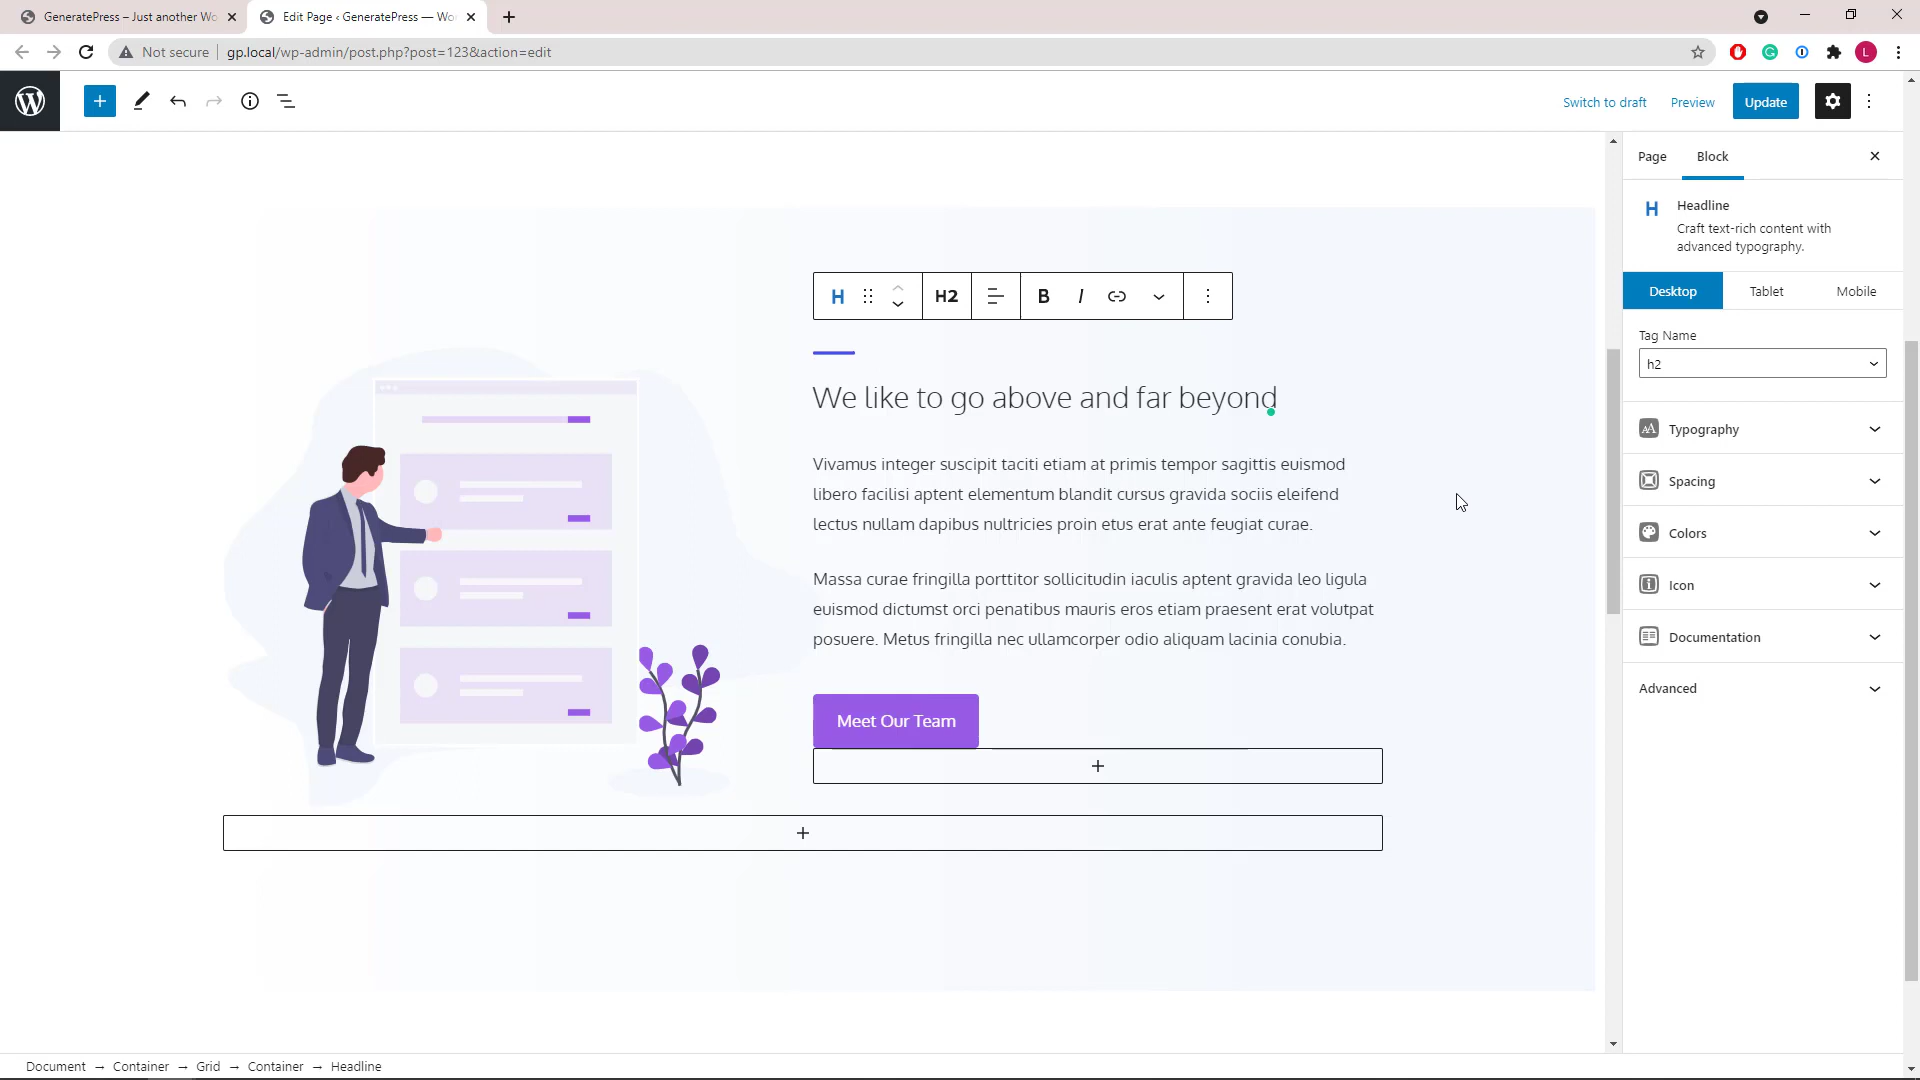 GeneratePress – Just another Wo
Edit Page ‹ GeneratePress — Wo
Not secure
gp.local/wp-admin/post.php?post=123&action=edit
L
Switch to draft
Preview
Update
Page
Block
H
Headline
Craft text-rich content with
advanced typography.
Desktop
Tablet
Mobile
Tag Name
h2
Typography
Spacing
Colors
Icon
Documentation
Advanced
H
H2
B
I
We like to go above and far beyond
Vivamus integer suscipit taciti etiam at primis tempor sagittis euismod
libero facilisi aptent elementum blandit cursus gravida sociis eleifend
lectus nullam dapibus nultricies proin etus erat ante feugiat curae.
Massa curae fringilla porttitor sollicitudin iaculis aptent gravida leo ligula
euismod dictumst orci penatibus mauris eros etiam praesent erat volutpat
posuere. Metus fringilla nec ullamcorper odio aliquam lacinia conubia.
Meet Our Team
Document → Container → Grid → Container → Headline